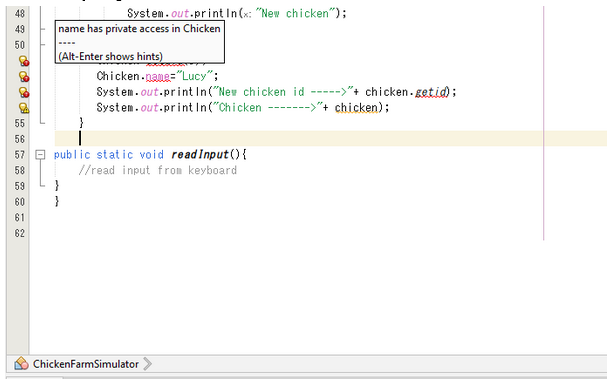 48 System.out.println(x: "New chicken");
49
name has private access in Chicken
----
50
(Alt-Enter shows hints)
Chicken.name="Lucy";
System.out.println("New chicken id ----->"+ chicken.getid);
System.out.println("Chicken ------->"+ chicken);
55 }
56
57 public static void readInput(){
58 //read input from keyboard
59 }
60 }
61
62
ChickenFarmSimulator